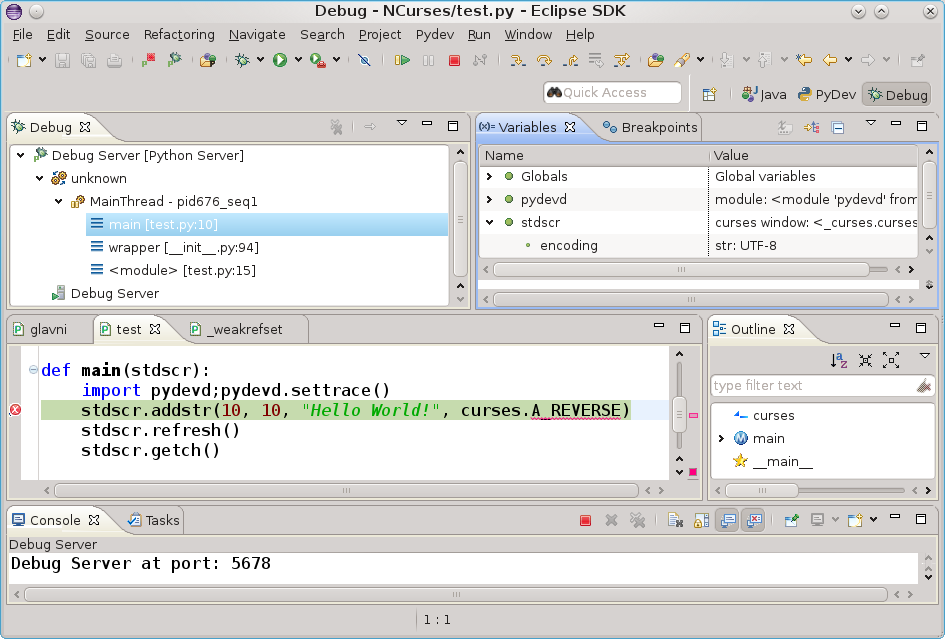 Debug - NCurses/test.py - Eclipse SDK
File Edit Source Refactoring Navigate Search Project Pydev Run Window Help
Quick Access
Java PyDev Debug
Debug
Debug Server [Python Server]
unknown
MainThread - pid676_seq1
main [test.py:10]
wrapper [__init__.py:94]
<module> [test.py:15]
Debug Server
(x)= Variables Breakpoints
Name Value
Globals Global variables
pydevd module: <module 'pydevd' from
stdscr curses window: <_curses.curses
encoding str: UTF-8
glavni test _weakrefset
def main(stdscr):
import pydevd;pydevd.settrace()
stdscr.addstr(10, 10, "Hello World!", curses.A_REVERSE)
stdscr.refresh()
stdscr.getch()
Outline
type filter text
curses
main
__main__
Console Tasks
Debug Server
Debug Server at port: 5678
1 : 1